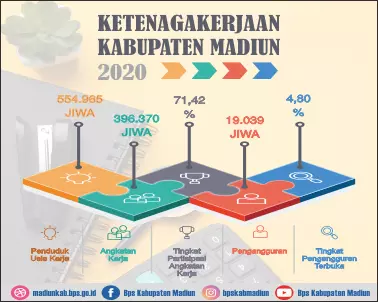 KETENAGAKERJAAN
KABUPATEN MADIUN
2020
554.965
JIWA
396.370
JIWA
71,42
%
19.039
JIWA
4,80
%
Penduduk
Usia Kerja
Angkatan
Kerja
Tingkat
Partisipasi
Angkatan
Kerja
Pengangguran
Tingkat
Pengangguran
Terbuka
madiunkab.bps.go.id
Bps Kabupaten Madiun
bpskabmadiun
Bps Kabupaten Madiun